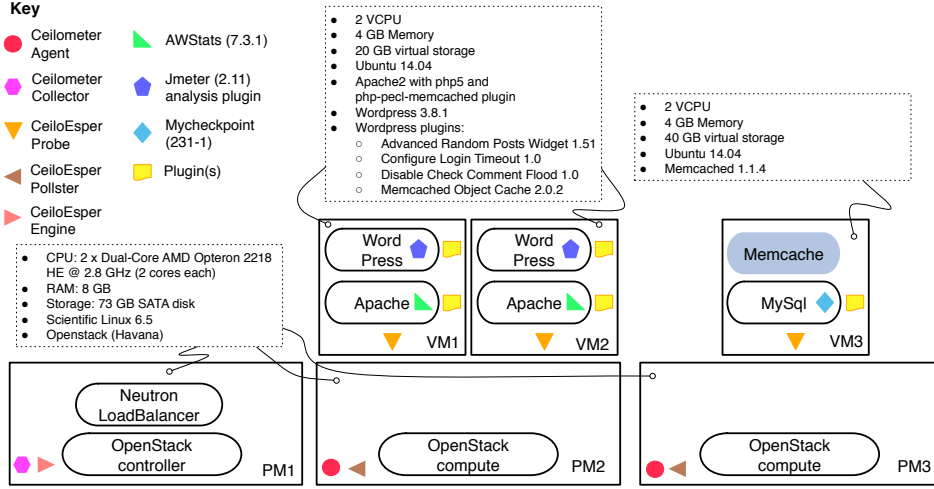 Key
Ceilometer
Agent
AWStats (7.3.1)
Ceilometer
Collector
Jmeter (2.11)
analysis plugin
CeiloEsper
Probe
Mycheckpoint
(231-1)
CeiloEsper
Pollster
Plugin(s)
CeiloEsper
Engine
● 2 VCPU
● 4 GB Memory
● 20 GB virtual storage
● Ubuntu 14.04
● Apache2 with php5 and
php-pecl-memcached plugin
● Wordpress 3.8.1
● Wordpress plugins:
○ Advanced Random Posts Widget 1.51
○ Configure Login Timeout 1.0
○ Disable Check Comment Flood 1.0
○ Memcached Object Cache 2.0.2
● 2 VCPU
● 4 GB Memory
● 40 GB virtual storage
● Ubuntu 14.04
● Memcached 1.1.4
● CPU: 2 x Dual-Core AMD Opteron 2218
HE @ 2.8 GHz (2 cores each)
● RAM: 8 GB
● Storage: 73 GB SATA disk
● Scientific Linux 6.5
● Openstack (Havana)
Word
Press
Apache
VM1
Word
Press
Apache
VM2
Memcache
MySql
VM3
Neutron
LoadBalancer
OpenStack
controller
PM1
OpenStack
compute
PM2
OpenStack
compute
PM3